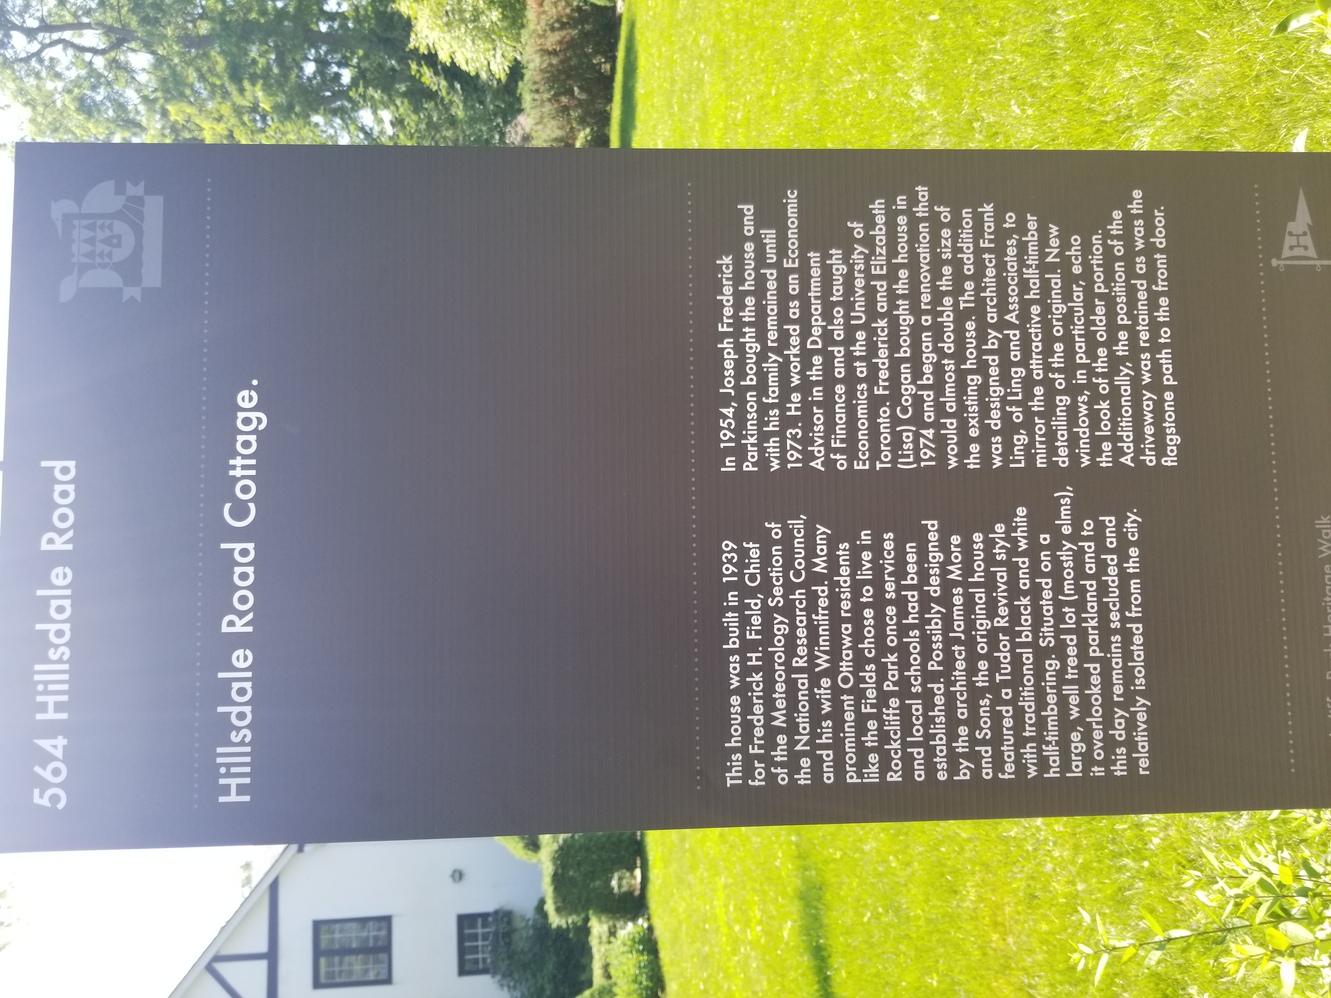 564 Hillsdale Road
Hillsdale Road Cottage.
This house was built in 1939
for Frederick H. Field, Chief
of the Meteorology Section of
the National Research Council,
and his wife Winnifred. Many
prominent Ottawa residents
like the Fields chose to live in
Rockcliffe Park once services
and local schools had been
established. Possibly designed
by the architect James More
and Sons, the original house
featured a Tudor Revival style
with traditional black and white
half-timbering. Situated on a
large, well treed lot (mostly elms),
it overlooked parkland and to
this day remains secluded and
relatively isolated from the city.
In 1954, Joseph Frederick
Parkinson bought the house and
with his family remained until
1973. He worked as an Economic
Advisor in the Department
of Finance and also taught
Economics at the University of
Toronto. Frederick and Elizabeth
(Lisa) Cogan bought the house in
1974 and began a renovation that
would almost double the size of
the existing house. The addition
was designed by architect Frank
Ling, of Ling and Associates, to
mirror the attractive half-timber
detailing of the original. New
windows, in particular, echo
the look of the older portion.
Additionally, the position of the
driveway was retained as was the
flagstone path to the front door.
H
Park Heritage Walk